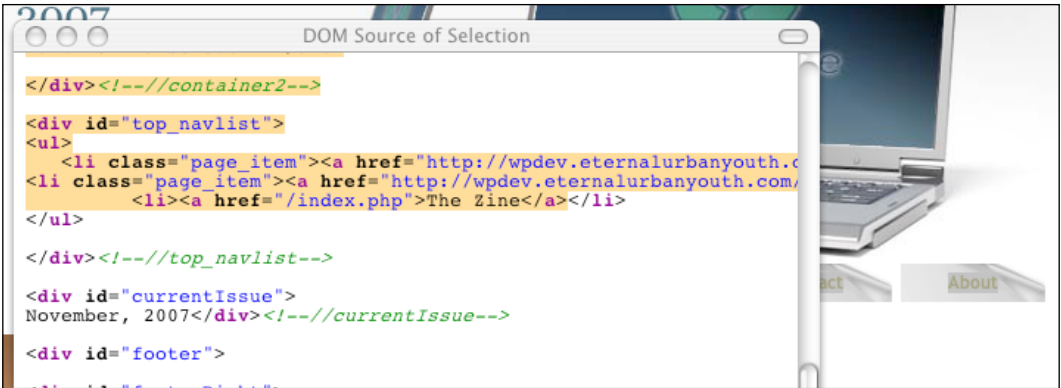 2007
DOM Source of Selection
</div><!--//container2-->
<div id="top_navlist">
<ul>
<li class="page_item"><a href="http://wpdev.eternalurbanyouth.c
<li class="page_item"><a href="http://wpdev.eternalurbanyouth.com/
<li><a href="/index.php">The Zine</a></li>
</ul>
</div><!--//top_navlist-->
<div id="currentIssue">
November, 2007</div><!--//currentIssue-->
<div id="footer">
About